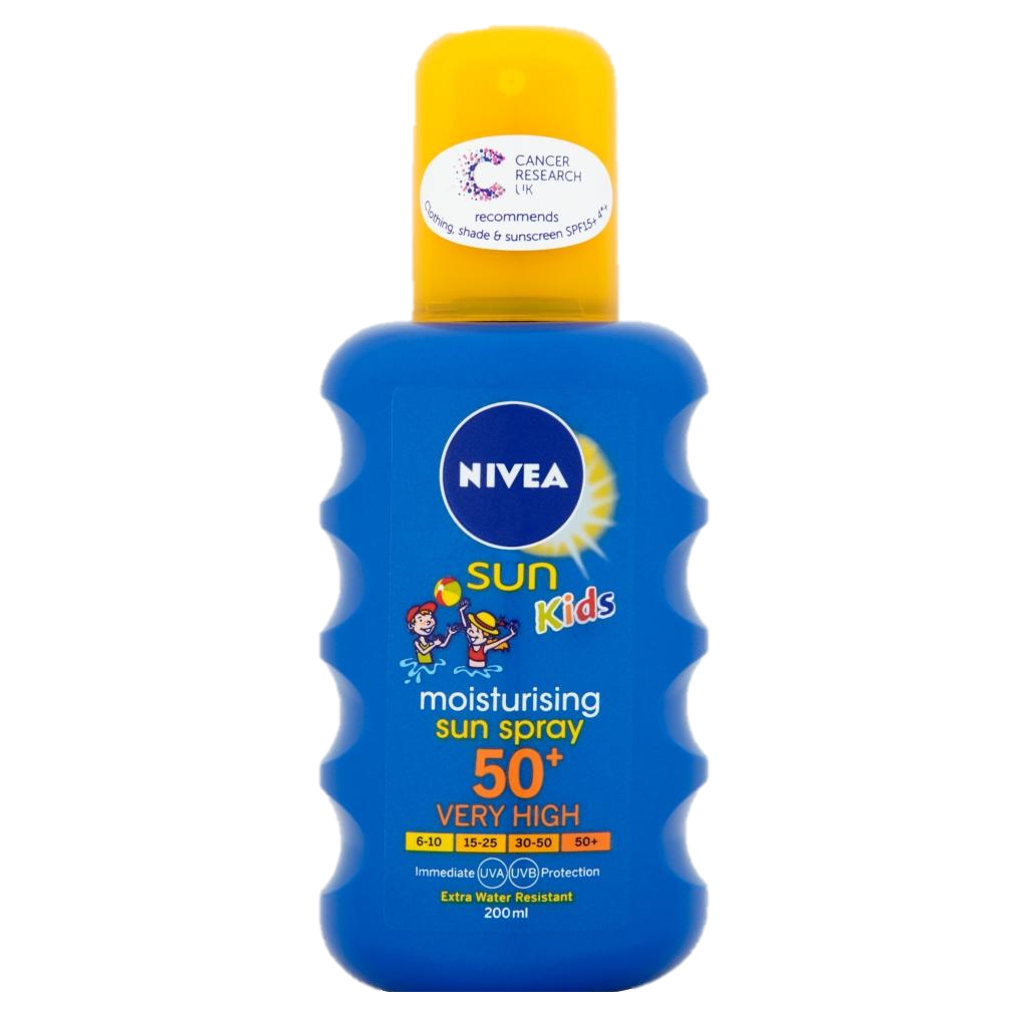 CANCER
RESEARCH
UK
recommends
Clothing, shade & sunscreen SPF15+ 4*+
NIVEA
sun
Kids
moisturising
sun spray
50+
VERY HIGH
6-10 15-25 30-50 50+
Immediate UVA UVB Protection
Extra Water Resistant
200ml